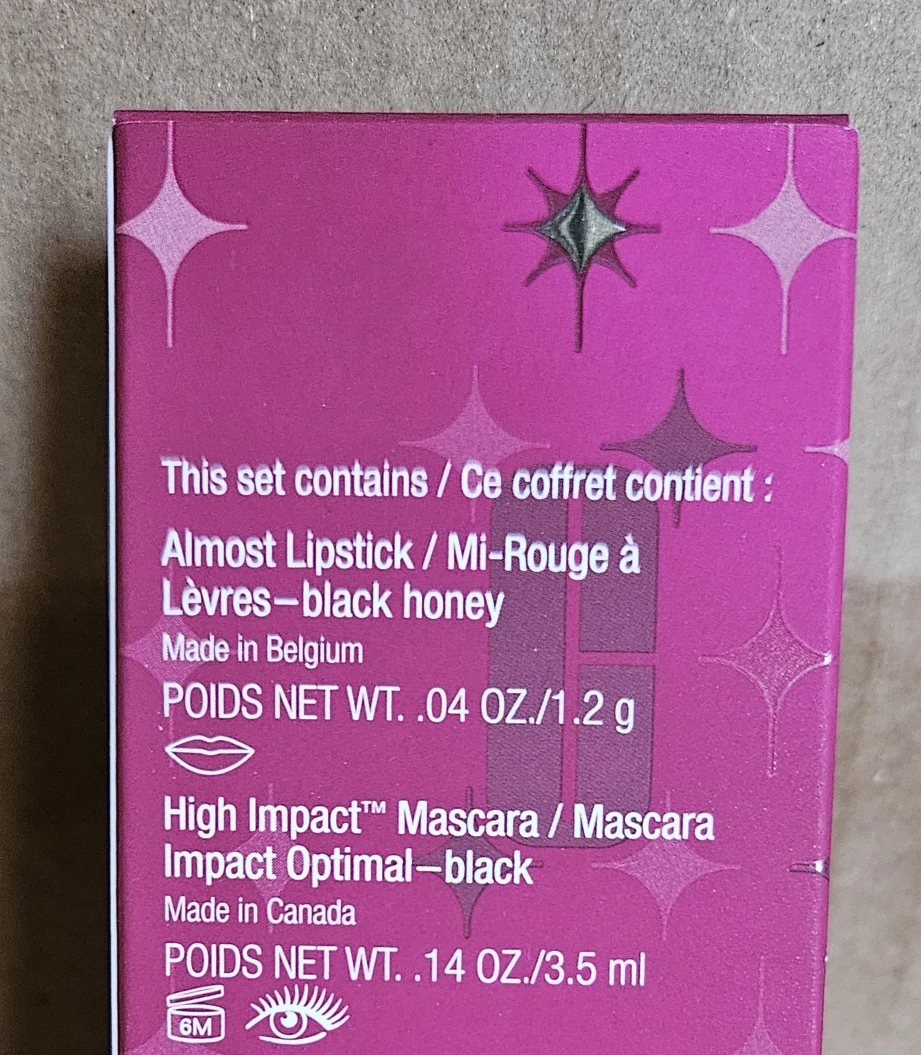 This set contains / Ce coffret contient :
Almost Lipstick / Mi-Rouge à
Lèvres–black honey
Made in Belgium
POIDS NET WT. .04 OZ./1.2 g
High Impact™ Mascara / Mascara
Impact Optimal–black
Made in Canada
POIDS NET WT. .14 OZ./3.5 ml
6M